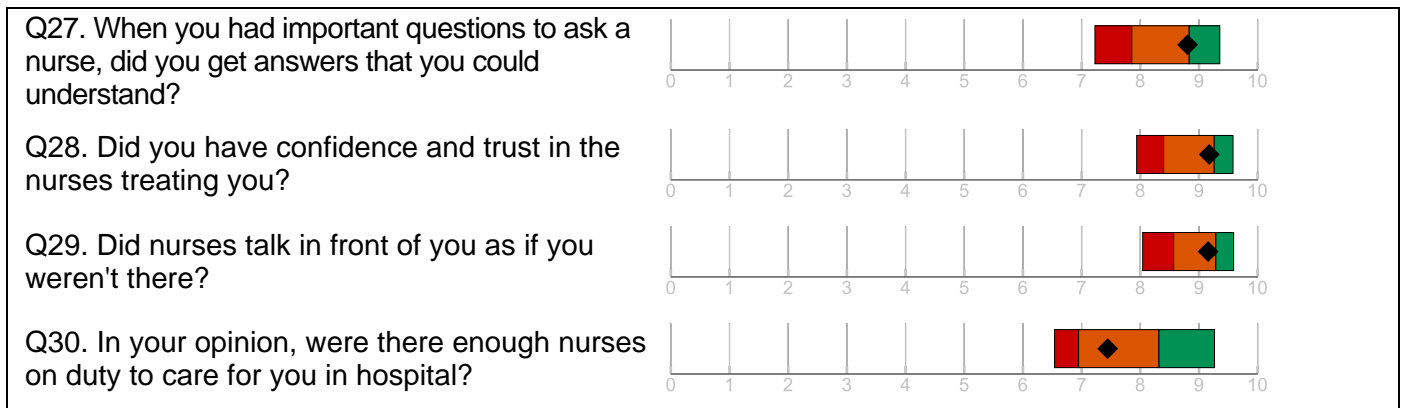 Q27. When you had important questions to ask a
nurse, did you get answers that you could
understand?
0 1 2 3 4 5 6 7 8 9 10
Q28. Did you have confidence and trust in the
nurses treating you?
0 1 2 3 4 5 6 7 8 9 10
Q29. Did nurses talk in front of you as if you
weren't there?
0 1 2 3 4 5 6 7 8 9 10
Q30. In your opinion, were there enough nurses
on duty to care for you in hospital?
0 1 2 3 4 5 6 7 8 9 10